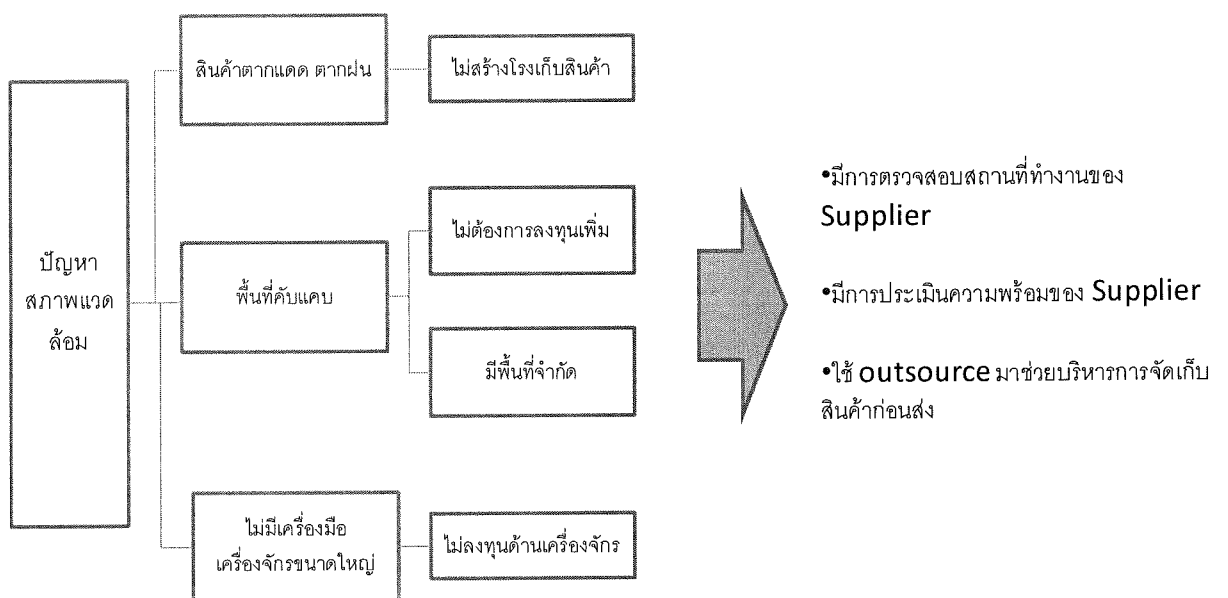 ปัญหา
สภาพแวด
ล้อม
สินค้าตากแดด ตากฝน
ไม่สร้างโรงเก็บสินค้า
พื้นที่คับแคบ
ไม่ต้องการลงทุนเพิ่ม
มีพื้นที่จำกัด
ไม่มีเครื่องมือ
เครื่องจักรขนาดใหญ่
ไม่ลงทุนด้านเครื่องจักร
•มีการตรวจสอบสถานที่ทำงานของ
Supplier
•มีการประเมินความพร้อมของ Supplier
•ใช้ outsource มาช่วยบริหารการจัดเก็บ
สินค้าก่อนส่ง